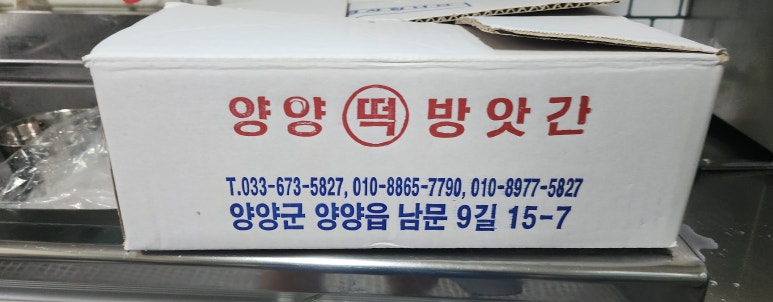 양양 떡 방앗간
T.033-673-5827, 010-8865-7790, 010-8977-5827
양양군 양양읍 남문 9길 15-7